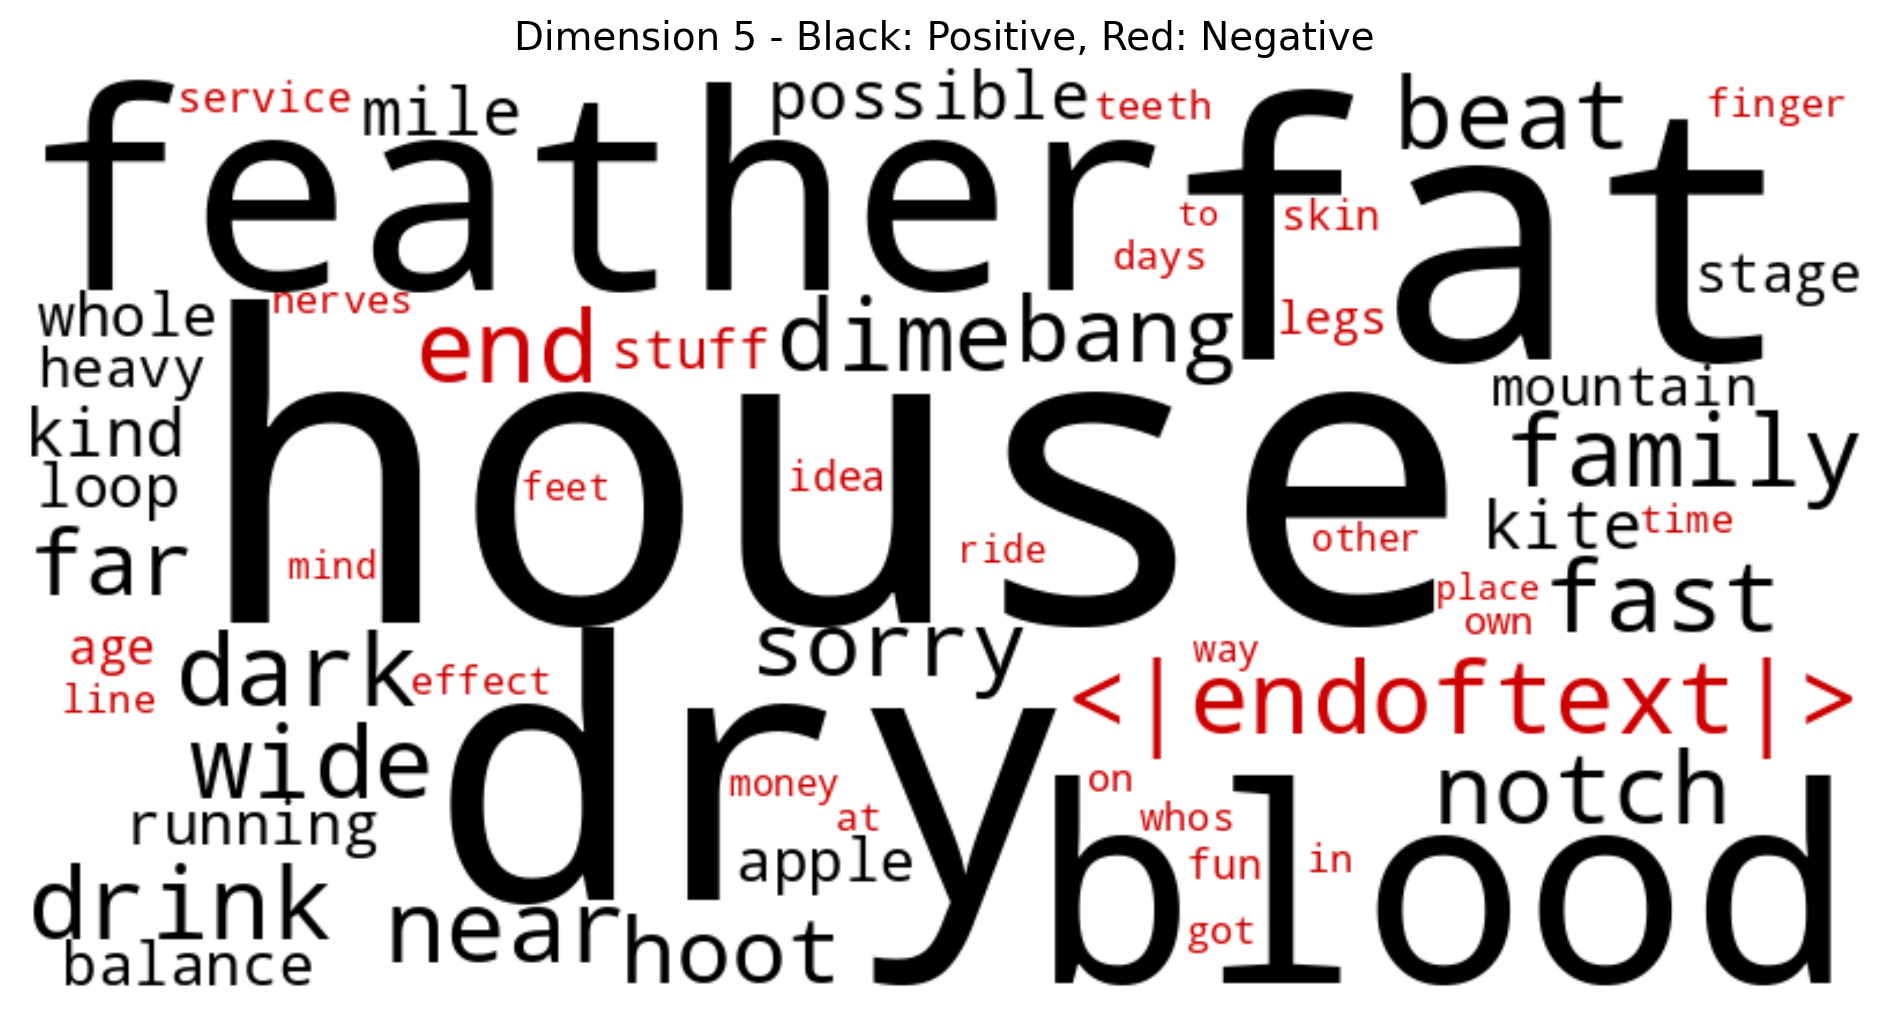 Dimension 5 - Black: Positive, Red: Negative
service mile possible teeth beat finger
feather fat
to skin
days
stage
whole nerves end stuff dime bang legs
heavy
mountain
kind house family
loop feet idea
kite time
far mind ride other
place fast
own
age dark effect sorry way
line
<|endoftext|>
wide dry
money on notch
running at whos
apple fun in blood
drink near hoot got
balance